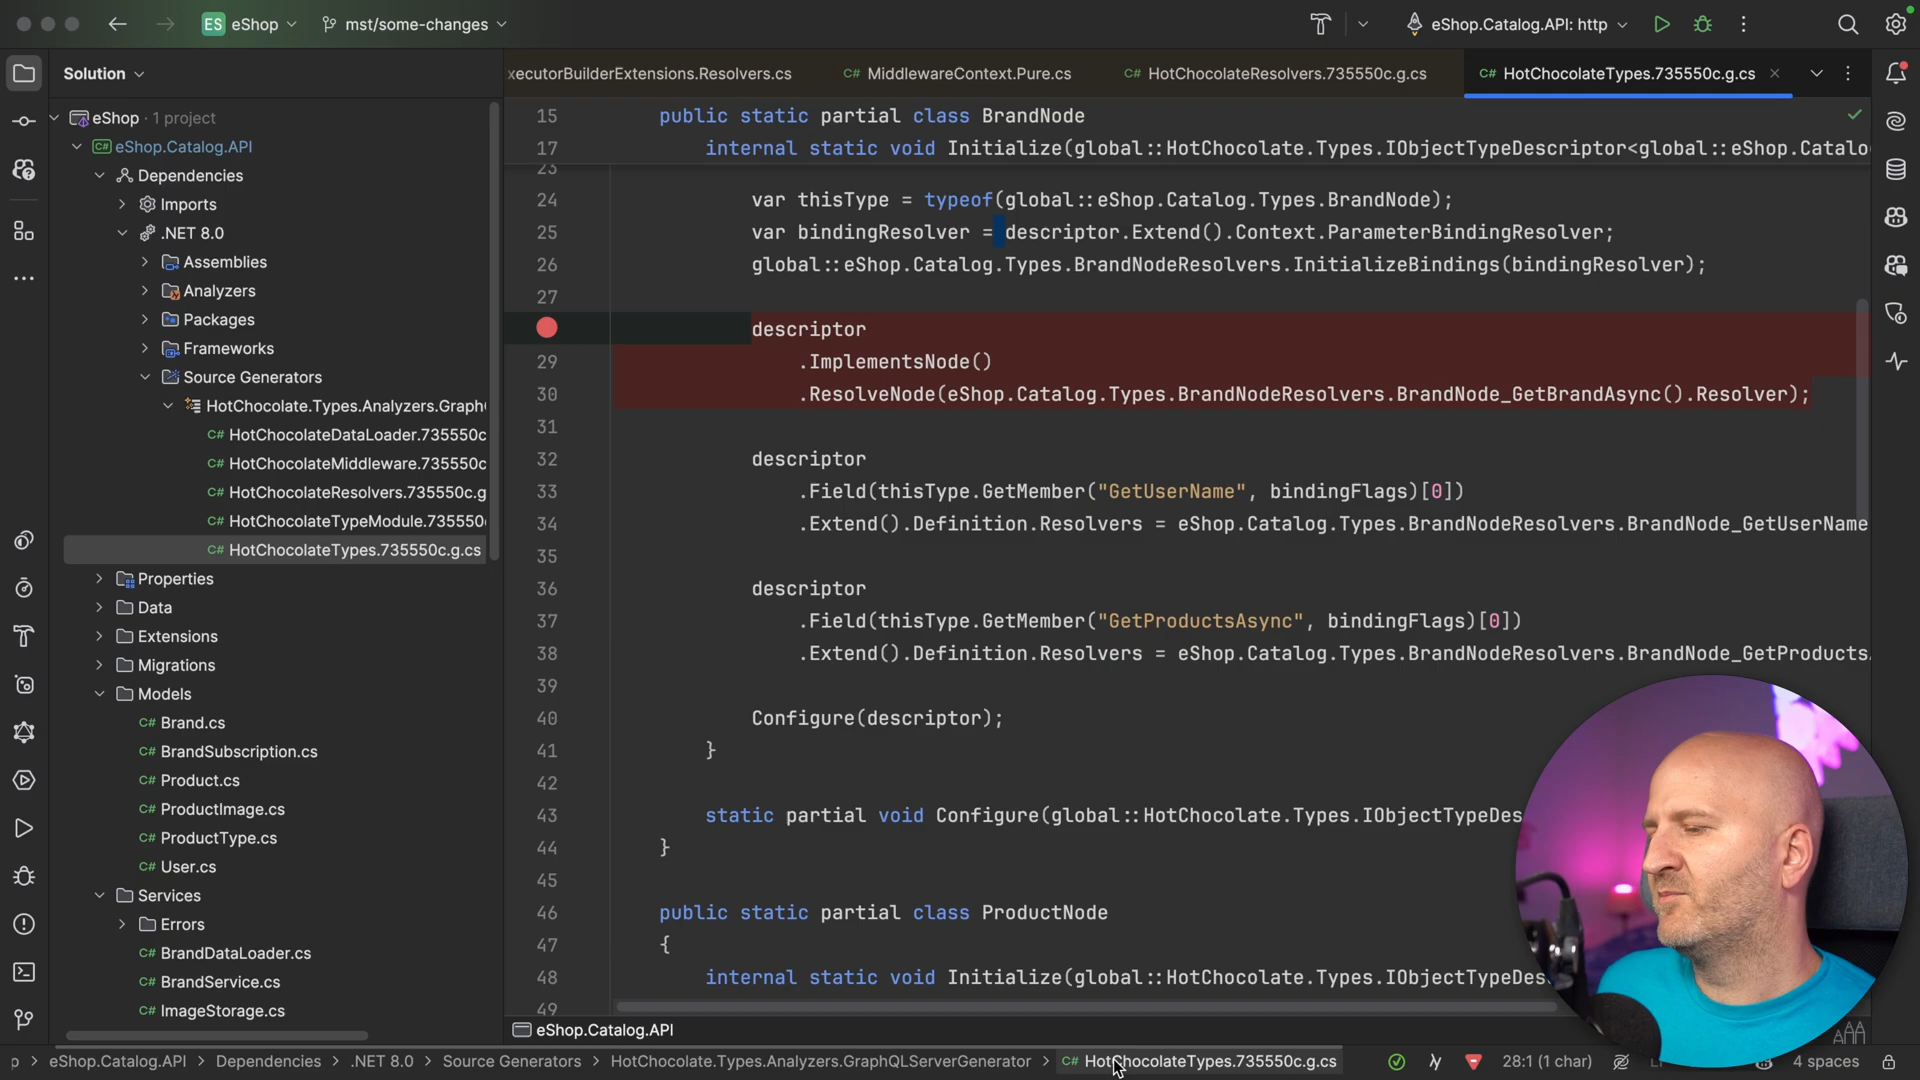 ES eShop mst/some-changes eShop.Catalog.API: http
Solution
xecutorBuilderExtensions.Resolvers.cs C# MiddlewareContext.Pure.cs C# HotChocolateResolvers.735550c.g.cs C# HotChocolateTypes.735550c.g.cs
eShop · 1 project
C# eShop.Catalog.API
Dependencies
Imports
.NET 8.0
Assemblies
Analyzers
Packages
Frameworks
Source Generators
HotChocolate.Types.Analyzers.Graph
C# HotChocolateDataLoader.735550c
C# HotChocolateMiddleware.735550c
C# HotChocolateResolvers.735550c.g
C# HotChocolateTypeModule.735550
C# HotChocolateTypes.735550c.g.cs
Properties
Data
Extensions
Migrations
Models
C# Brand.cs
C# BrandSubscription.cs
C# Product.cs
C# ProductImage.cs
C# ProductType.cs
C# User.cs
Services
Errors
C# BrandDataLoader.cs
C# BrandService.cs
C# ImageStorage.cs
15 public static partial class BrandNode
17 internal static void Initialize(global::HotChocolate.Types.IObjectTypeDescriptor<global::eShop.Catalo
23
24 var thisType = typeof(global::eShop.Catalog.Types.BrandNode);
25 var bindingResolver = descriptor.Extend().Context.ParameterBindingResolver;
26 global::eShop.Catalog.Types.BrandNodeResolvers.InitializeBindings(bindingResolver);
27
descriptor
29 .ImplementsNode()
30 .ResolveNode(eShop.Catalog.Types.BrandNodeResolvers.BrandNode_GetBrandAsync().Resolver);
31
32 descriptor
33 .Field(thisType.GetMember("GetUserName", bindingFlags)[0])
34 .Extend().Definition.Resolvers = eShop.Catalog.Types.BrandNodeResolvers.BrandNode_GetUserName
35
36 descriptor
37 .Field(thisType.GetMember("GetProductsAsync", bindingFlags)[0])
38 .Extend().Definition.Resolvers = eShop.Catalog.Types.BrandNodeResolvers.BrandNode_GetProducts
39
40 Configure(descriptor);
41 }
42
43 static partial void Configure(global::HotChocolate.Types.IObjectTypeDes
44 }
45
46 public static partial class ProductNode
47 {
48 internal static void Initialize(global::HotChocolate.Types.IObjectTypeDes
49
eShop.Catalog.API
p > eShop.Catalog.API > Dependencies > .NET 8.0 > Source Generators > HotChocolate.Types.Analyzers.GraphQLServerGenerator > C# HotChocolateTypes.735550c.g.cs 28:1 (1 char) 4 spaces